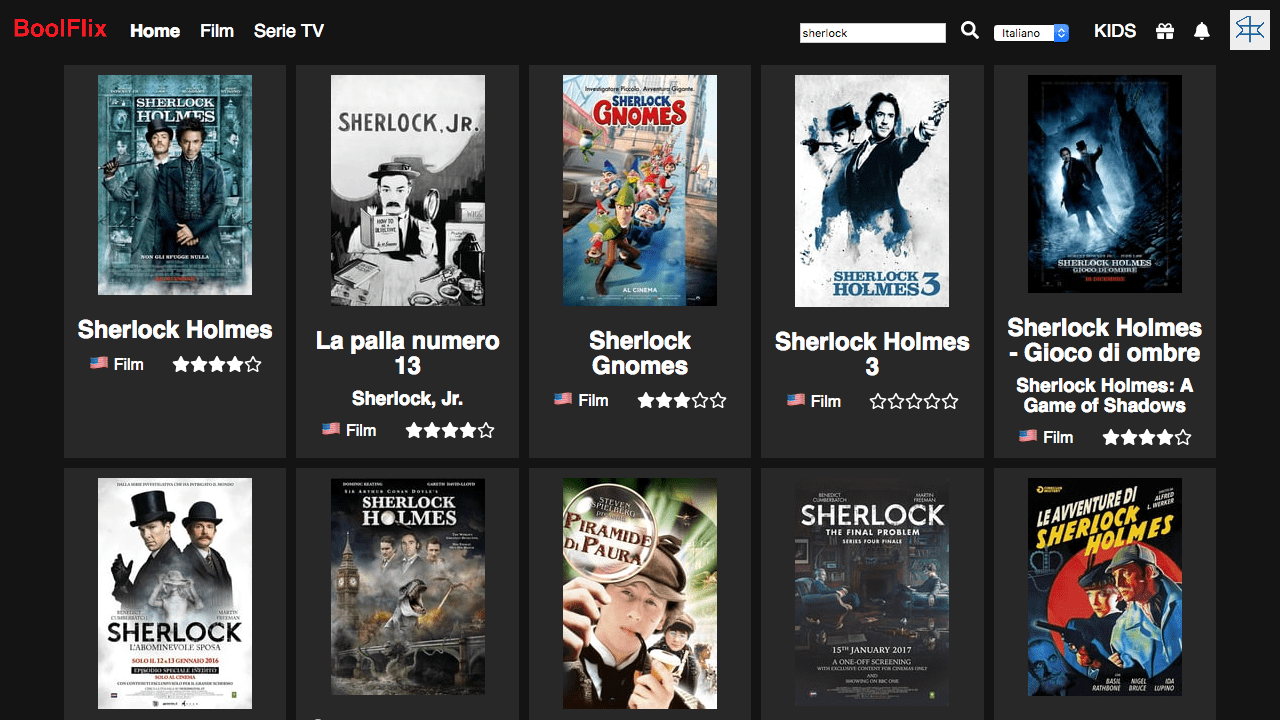 BoolFlix Home Film Serie TV sherlock Italiano KIDS
SHERLOCK
HOLMES
NON GLI SFUGGE NULLA
SHERLOCK, JR.
HOW TO
BE A
DETECTIVE
Investigatore Piccolo. Avventura Gigante.
SHERLOCK
GNOMES
AL CINEMA
SHERLOCK
HOLMES 3
SHERLOCK HOLMES
GIOCO DI OMBRE
Sherlock Holmes
Film
La palla numero
13
Sherlock, Jr.
Film
Sherlock
Gnomes
Film
Sherlock Holmes
3
Film
Sherlock Holmes
- Gioco di ombre
Sherlock Holmes: A
Game of Shadows
Film
DALLA SERIE INVESTIGATIVA CHE HA INTRIGATO IL MONDO
BENEDICT
CUMBERBATCH
MARTIN
FREEMAN
SHERLOCK
L'ABOMINEVOLE SPOSA
SOLO IL 12 e 13 GENNAIO 2016
EPISODIO SPECIALE INEDITO
SOLO AL CINEMA
DOMINIC KEATING GARETH DAVID-LLOYD
SIR ARTHUR CONAN DOYLE'S
SHERLOCK
HOLMES
STEVEN
SPIELBERG
presenta
PIRAMIDE
DI PAURA
BENEDICT
CUMBERBATCH
MARTIN
FREEMAN
SHERLOCK
THE FINAL PROBLEM
SERIES FOUR FINALE
15TH JANUARY 2017
A ONE-OFF SCREENING
WITH EXCLUSIVE CONTENT FOR CINEMAS ONLY
AND
SHOWING ON BBC ONE
LE AVVENTURE DI
SHERLOCK
HOLMES
ALFRED
L. WERKER
BASIL
RATHBONE
NIGEL
BRUCE
IDA
LUPINO